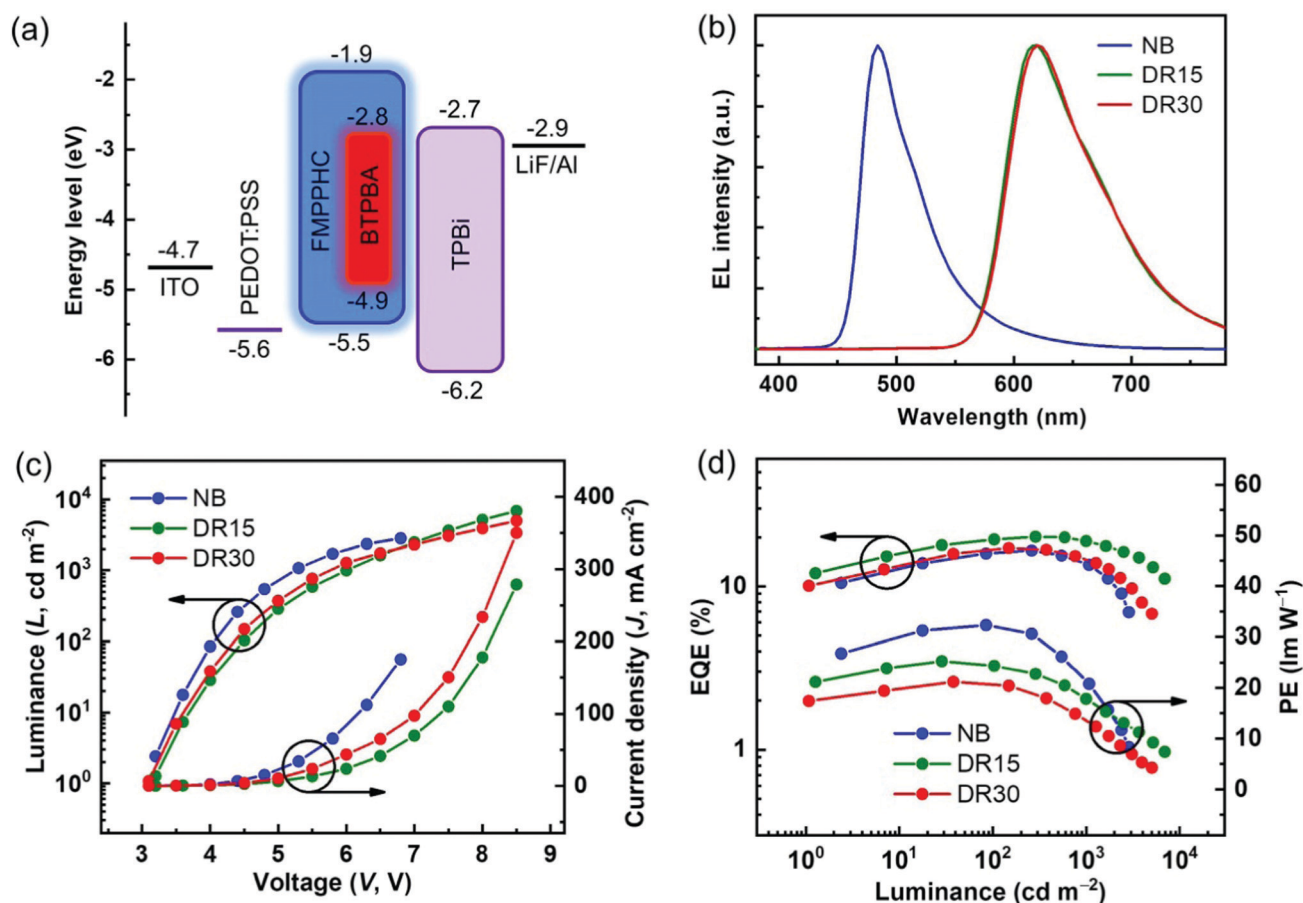 (a)
Energy level (eV)
-2
-3
-4
-5
-6
-4.7
ITO
PEDOT:PSS
-5.6
-1.9
FMPPHC
-5.5
-2.8
BTPBA
-4.9
-2.7
TPBi
-6.2
-2.9
LiF/Al
(b)
EL intensity (a.u.)
NB
DR15
DR30
400 500 600 700
Wavelength (nm)
(c)
Luminance (L, cd m⁻²)
10⁴
10³
10²
10¹
10⁰
NB
DR15
DR30
400
300
200
100
0
Current density (J, mA cm⁻²)
3 4 5 6 7 8 9
Voltage (V, V)
(d)
EQE (%)
10
1
NB
DR15
DR30
60
50
40
30
20
10
0
PE (lm W⁻¹)
10⁰ 10¹ 10² 10³ 10⁴
Luminance (cd m⁻²)